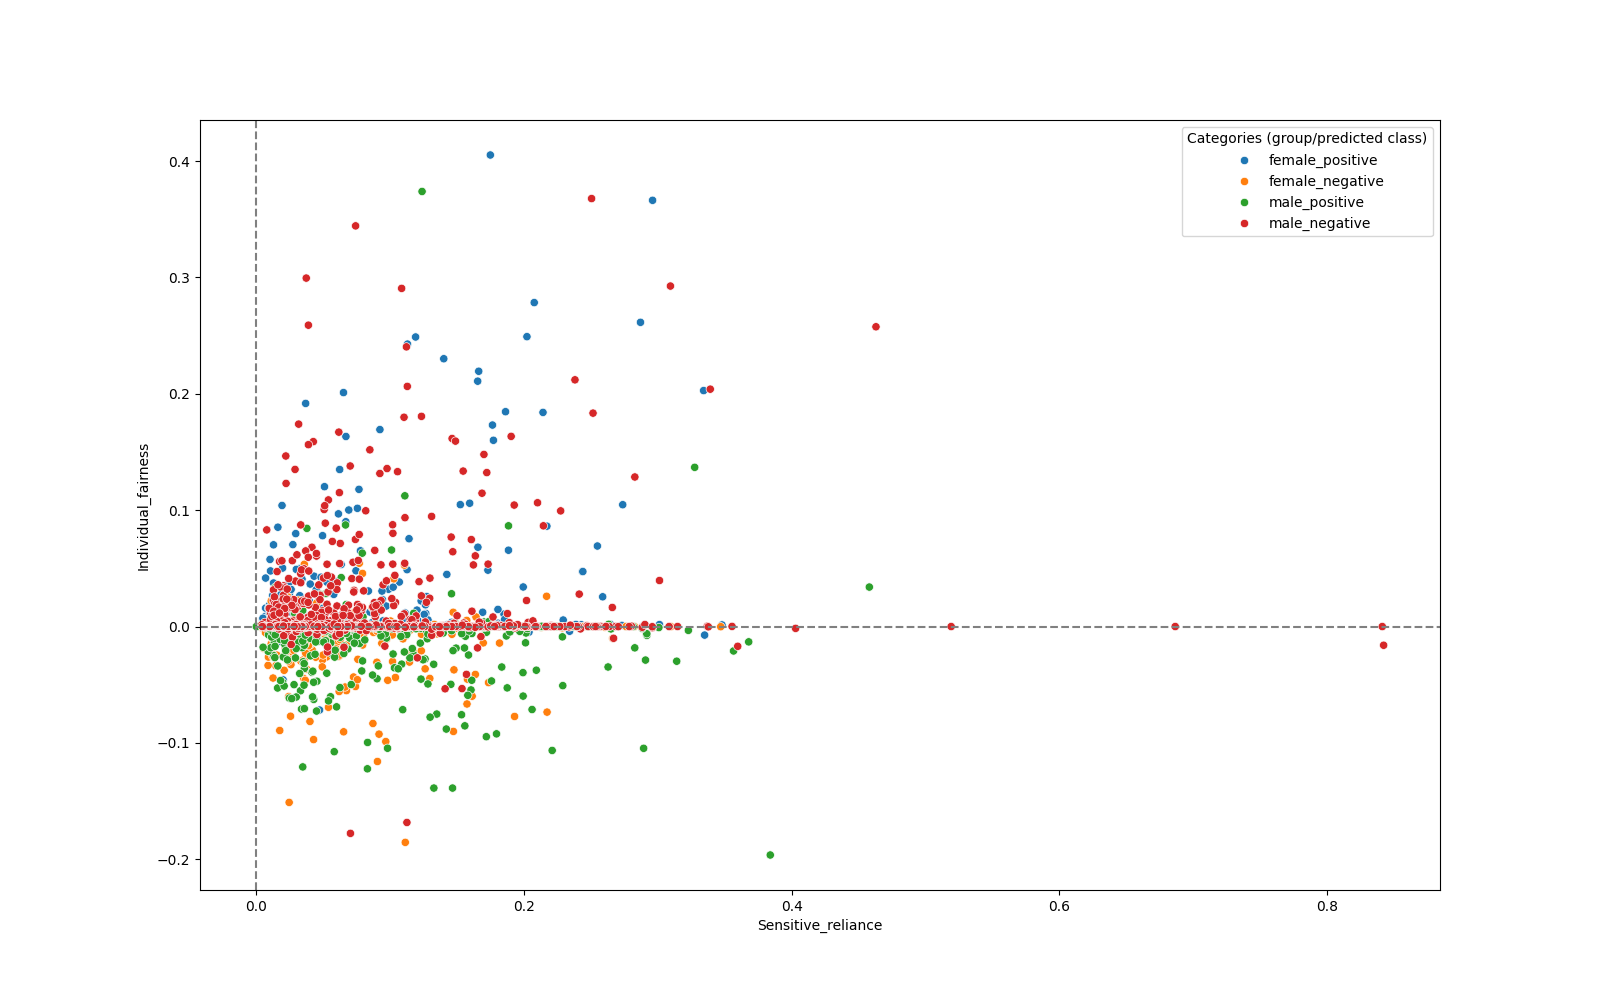 Categories (group/predicted class)
female_positive
female_negative
male_positive
male_negative
0.4
0.3
0.2
0.1
0.0
−0.1
−0.2
Individual_fairness
0.0 0.2 0.4 0.6 0.8
Sensitive_reliance